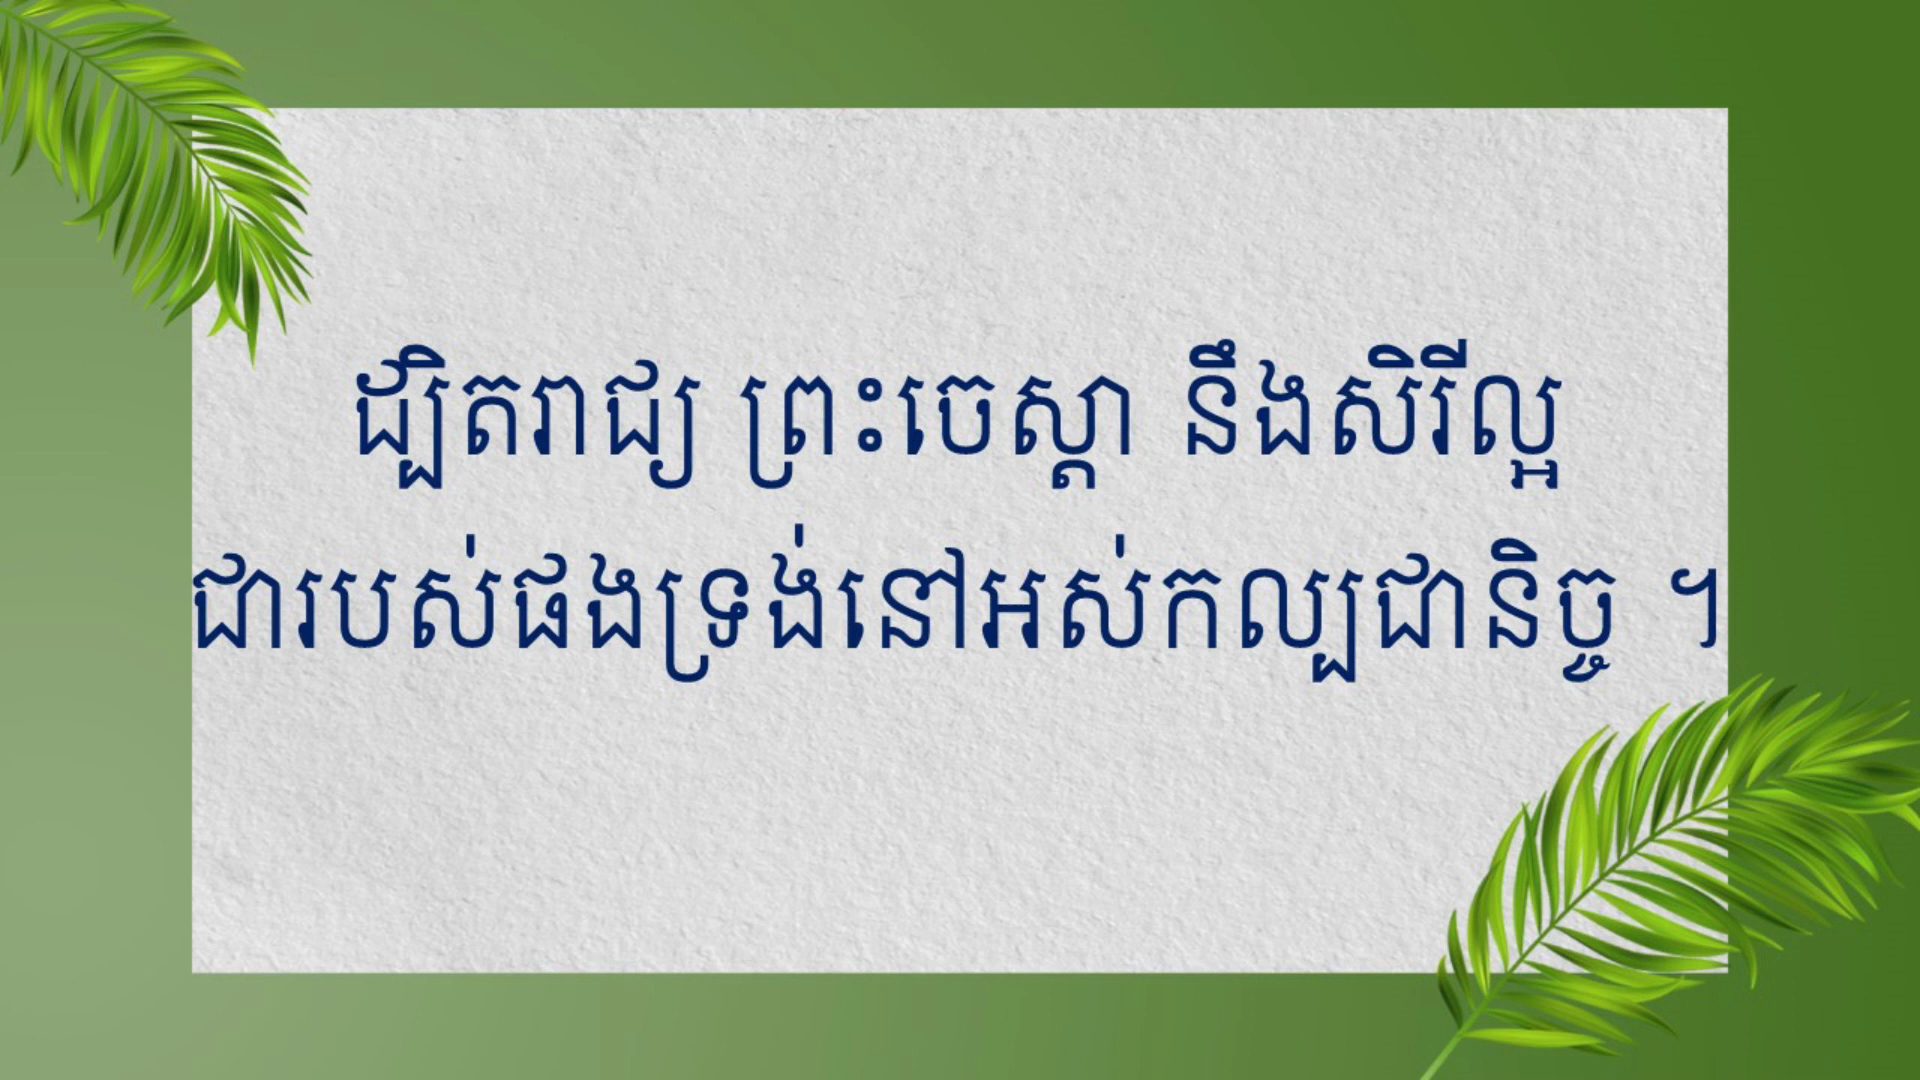 ដ្បិតរាជ្យ ព្រះចេស្តា នឹងសិរីល្អ
ជារបស់ផងទ្រង់នៅអស់កល្បជានិច្ច ។